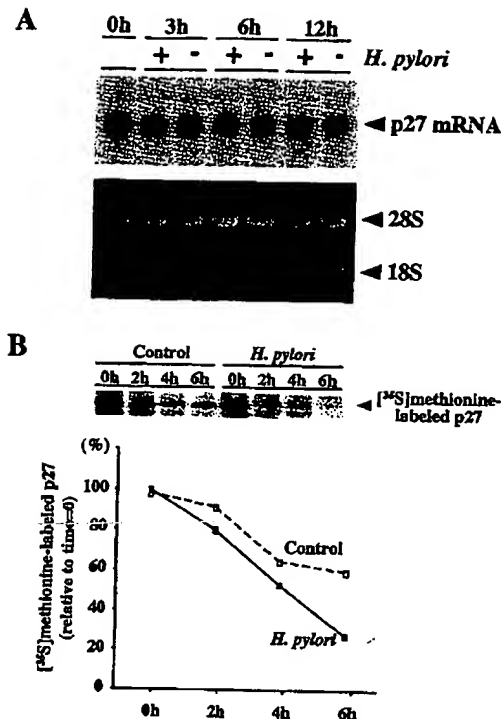 A
0h 3h 6h 12h
+ - + - + - H. pylori
p27 mRNA
28S
18S
B
Control H. pylori
0h 2h 4h 6h 0h 2h 4h 6h
[³⁵S]methionine-
labeled p27
(%)
100
80
60
40
20
0
[³⁵S]methionine-labeled p27
(relative to time=0)
Control
H. pylori
0h 2h 4h 6h